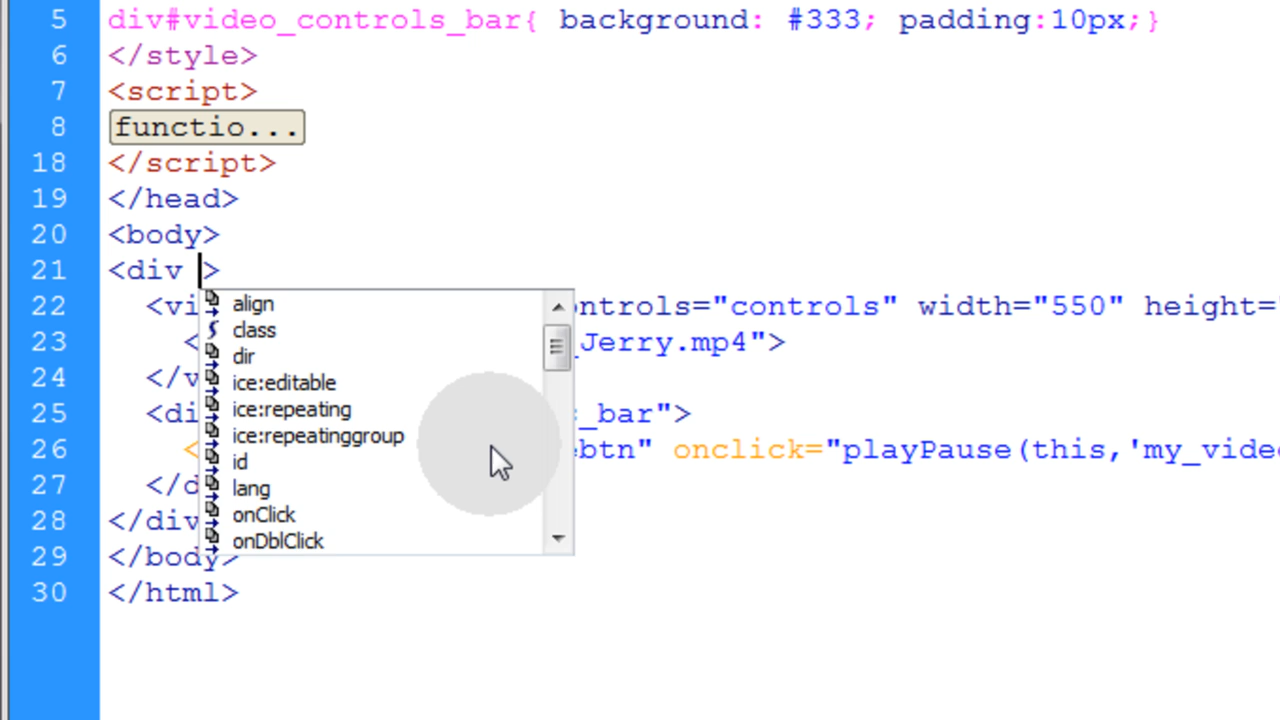 5 div#video_controls_bar{ background: #333; padding:10px;}
6 </style>
7 <script>
8 functio...
18 </script>
19 </head>
20 <body>
21 <div >
22 <vi ontrols="controls" width="550" height=
23 < _Jerry.mp4">
24 </v
25 <di _bar">
26 < btn" onclick="playPause(this,'my_vide
27 </d
28 </div
29 </body>
30 </html>
align
class
dir
ice:editable
ice:repeating
ice:repeatinggroup
id
lang
onClick
onDblClick